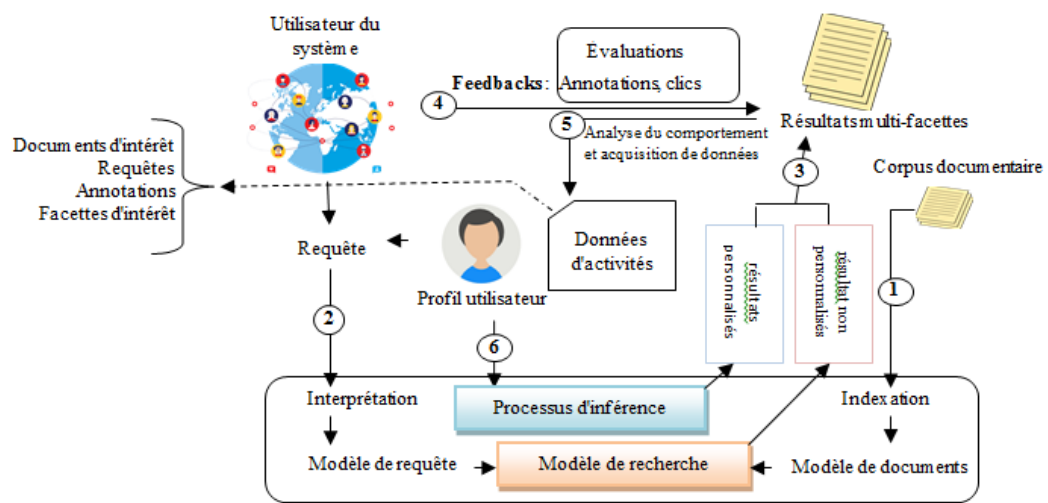 Utilisateur du
système
Évaluations
Feedbacks: Annotations, clics
4
5
Analyse du comportement
et acquisition de données
Résultats multi-facettes
Documents d'intérêt
Requêtes
Annotations
Facettes d'intérêt
3
Corpus documentaire
Requête
Profil utilisateur
Données
d'activités
résultats
personnalisés
résultat non
personnalisés
1
2
6
Interprétation
Processus d'inférence
Indexation
Modèle de requête
Modèle de recherche
Modèle de documents